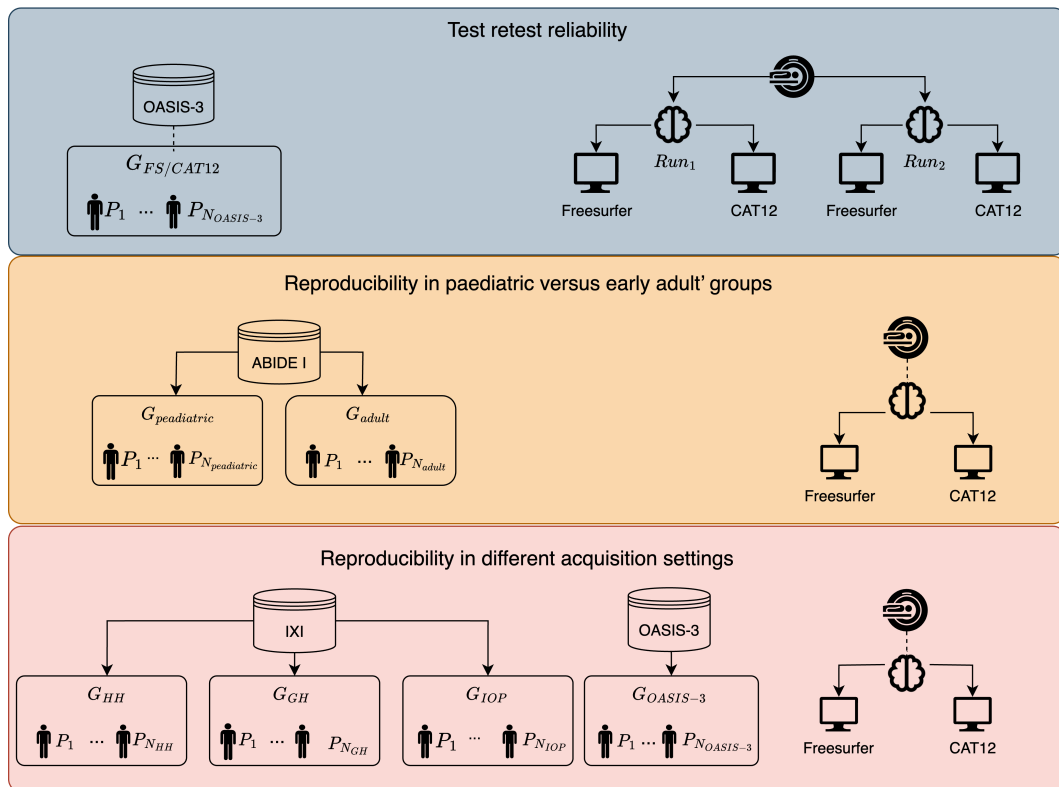 Test retest reliability
OASIS-3
G_{FS/CAT12}
P_1 ... P_{N_{OASIS-3}}
Run_1
Run_2
Freesurfer
CAT12
Freesurfer
CAT12
Reproducibility in paediatric versus early adult' groups
ABIDE I
G_{peadiatric}
P_1 ... P_{N_{peadiatric}}
G_{adult}
P_1 ... P_{N_{adult}}
Freesurfer
CAT12
Reproducibility in different acquisition settings
IXI
OASIS-3
G_{HH}
P_1 ... P_{N_{HH}}
G_{GH}
P_1 ... P_{N_{GH}}
G_{IOP}
P_1 ... P_{N_{IOP}}
G_{OASIS-3}
P_1 ... P_{N_{OASIS-3}}
Freesurfer
CAT12